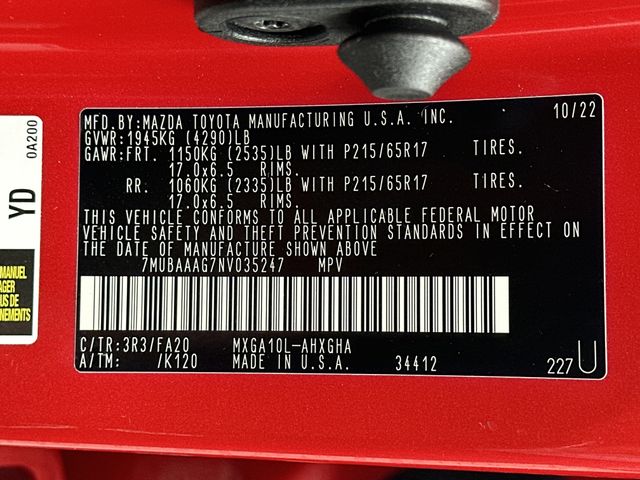 MFD.BY:MAZDA TOYOTA MANUFACTURING U.S.A. INC. 10/22
GVWR:1945KG (4290)LB
GAWR:FRT. 1150KG (2535)LB WITH P215/65R17 TIRES.
17.0x6.5 RIMS.
RR. 1060KG (2335)LB WITH P215/65R17 TIRES.
17.0x6.5 RIMS.
THIS VEHICLE CONFORMS TO ALL APPLICABLE FEDERAL MOTOR
VEHICLE SAFETY AND THEFT PREVENTION STANDARDS IN EFFECT ON
THE DATE OF MANUFACTURE SHOWN ABOVE
7MUBAAAG7NV035247 MPV
C/TR:3R3/FA20 MXGA10L-AHXGHA
A/TM: /K120 MADE IN U.S.A. 34412 227U
0A200
YD
MANUEL